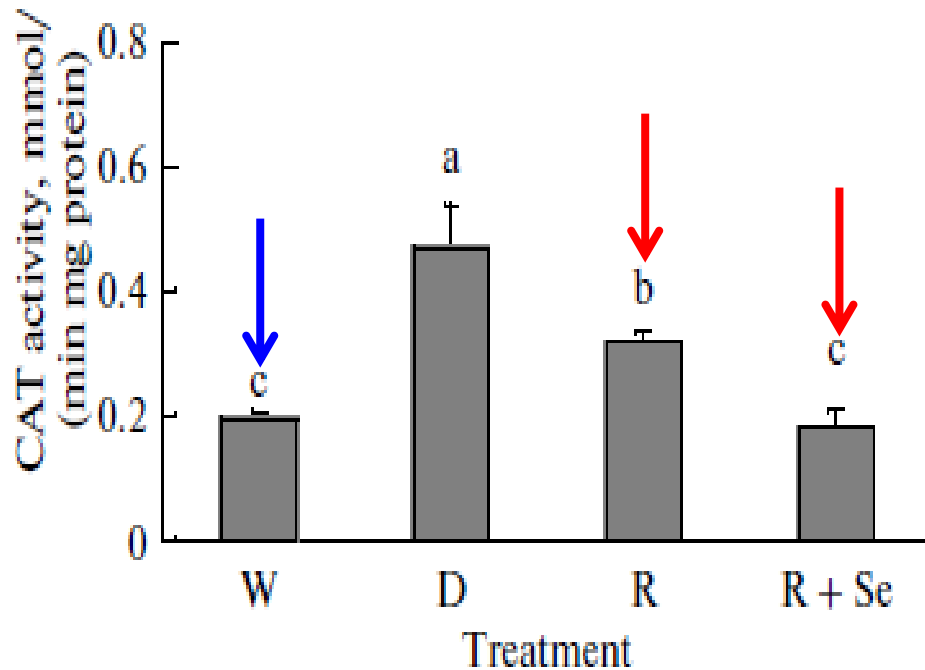 CAT activity, mmol/
(min mg protein)
0.8
0.6
0.4
0.2
0
a
b
c
c
W D R R + Se
Treatment